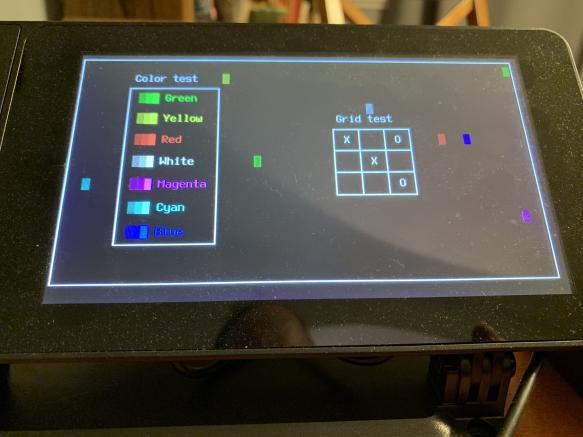 Color test
Green
Yellow
Red
White
Magenta
Cyan
Blue
Grid test
X O
X
O